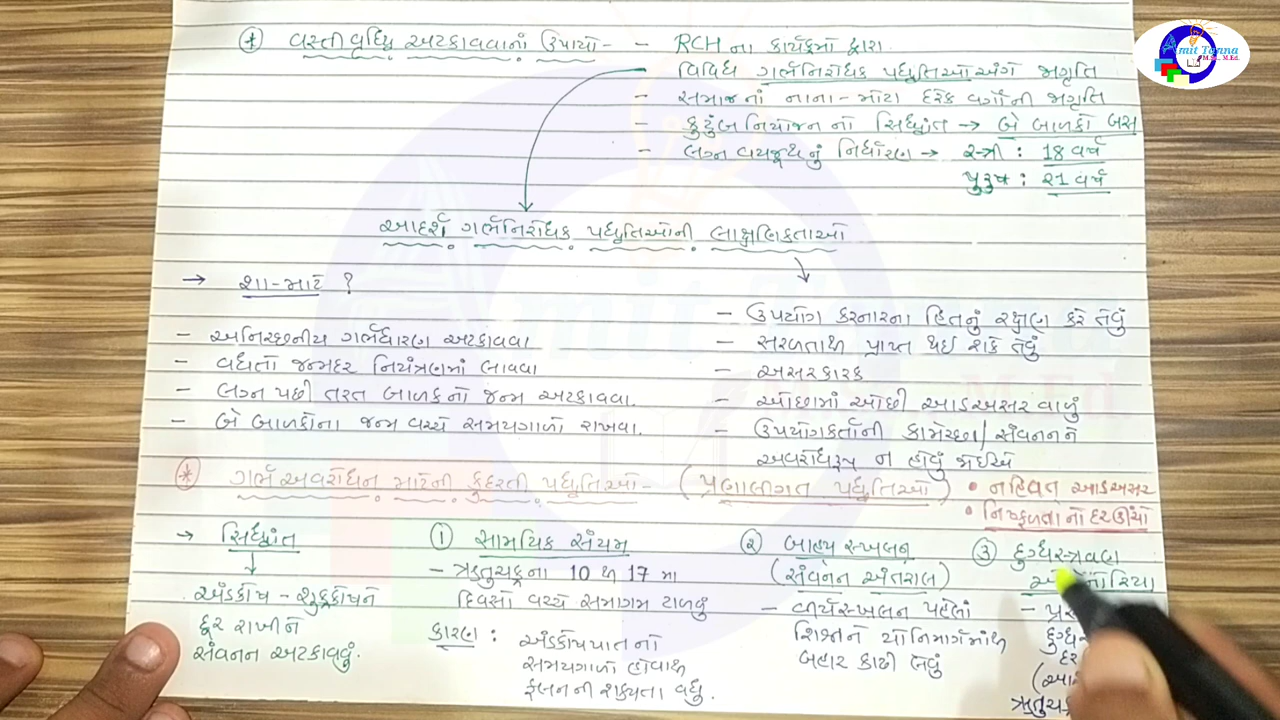 * વસ્તીવૃદ્ધિ અટકાવવાનાં ઉપાયો -
- RCH ના કાર્યક્રમો દ્વારા.
- વિવિધ ગર્ભનિરોધક પદ્ધતિઓ અંગે જાગૃતિ
- સમાજનાં નાના-મોટા દરેક વર્ગોની જાગૃતિ
- કુટુંબ નિયોજનનો સિદ્ધાંત → બે બાળકો બસ
- લગ્ન વયજૂથનું નિર્ધારણ → સ્ત્રી : 18 વર્ષ
પુરુષ : 21 વર્ષ
આદર્શ ગર્ભનિરોધક પદ્ધતિઓની લાક્ષણિકતાઓ
→ શા-માટે ?
- અનિચ્છનીય ગર્ભધારણ અટકાવવા
- વધતો જન્મદર નિયંત્રણમાં લાવવા
- લગ્ન પછી તરત બાળકનો જન્મ અટકાવવા.
- બે બાળકોના જન્મ વચ્ચે સમયગાળો રાખવા.
- ઉપયોગ કરનારના હિતનું રક્ષણ કરે તેવું
- સરળતાથી પ્રાપ્ત થઈ શકે તેવું
- અસરકારક
- ઓછામાં ઓછી આડઅસર વાળું
- ઉપયોગકર્તાની કામેચ્છા/સંવનનને
અવરોધરૂપ ન હોવું જોઈએ
* ગર્ભ અવરોધન માટેની કુદરતી પદ્ધતિઓ - (પ્રણાલીગત પદ્ધતિઓ)
• નહિવત્ આડઅસર
• નિષ્ફળતાનો દર ઊંચો
→ સિદ્ધાંત
અંડકોષ - શુક્રકોષને
દૂર રાખીને
સંવનન અટકાવવું.
① સામયિક સંયમ
- ઋતુચક્રના 10 થી 17 મા
દિવસો વચ્ચે સમાગમ ટાળવું
કારણ : અંડકોષપાતનો
સમયગાળો હોવાથી
ફલનની શક્યતા વધુ.
② બાહ્ય સ્ખલન
(સંવનન અંતરાલ)
- વીર્યસ્ખલન પહેલાં
શિશ્નને યોનિમાર્ગમાંથી
બહાર કાઢી લેવું
③ દુગ્ધસ્ત્રવણ
Amit Tanna
M.Sc., M.Ed.